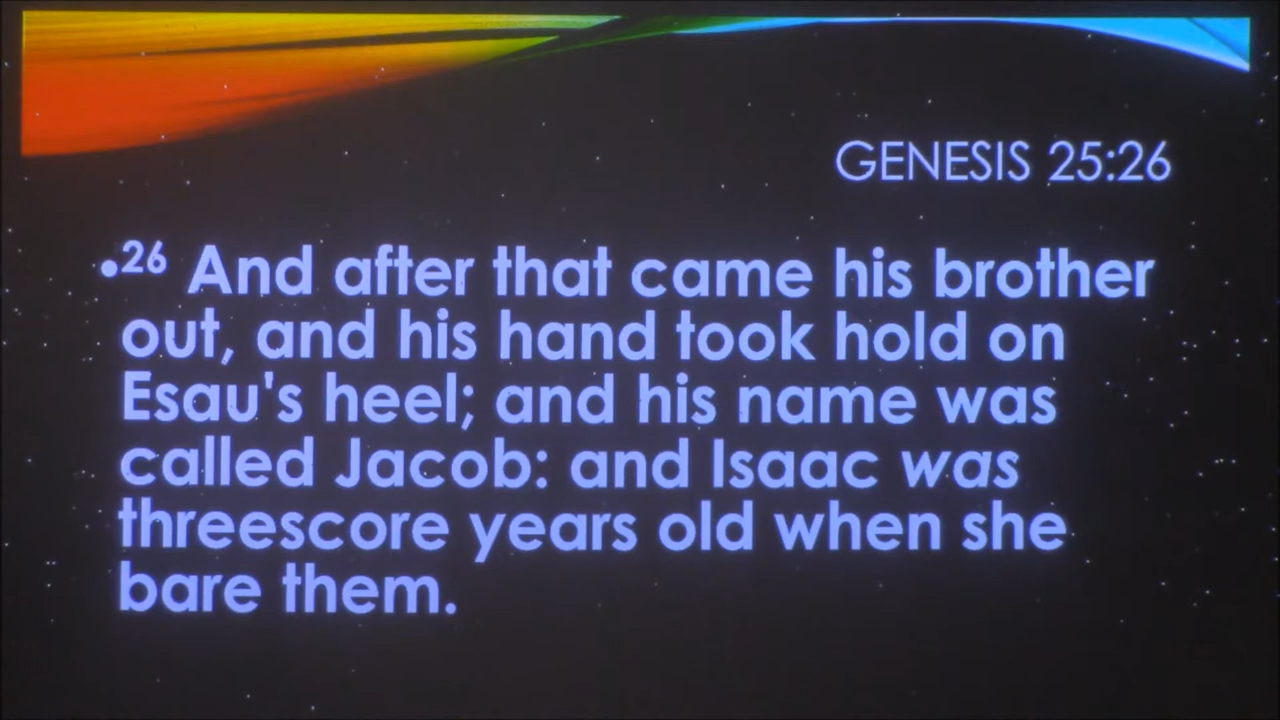 GENESIS 25:26
•26 And after that came his brother
out, and his hand took hold on
Esau's heel; and his name was
called Jacob: and Isaac was
threescore years old when she
bare them.